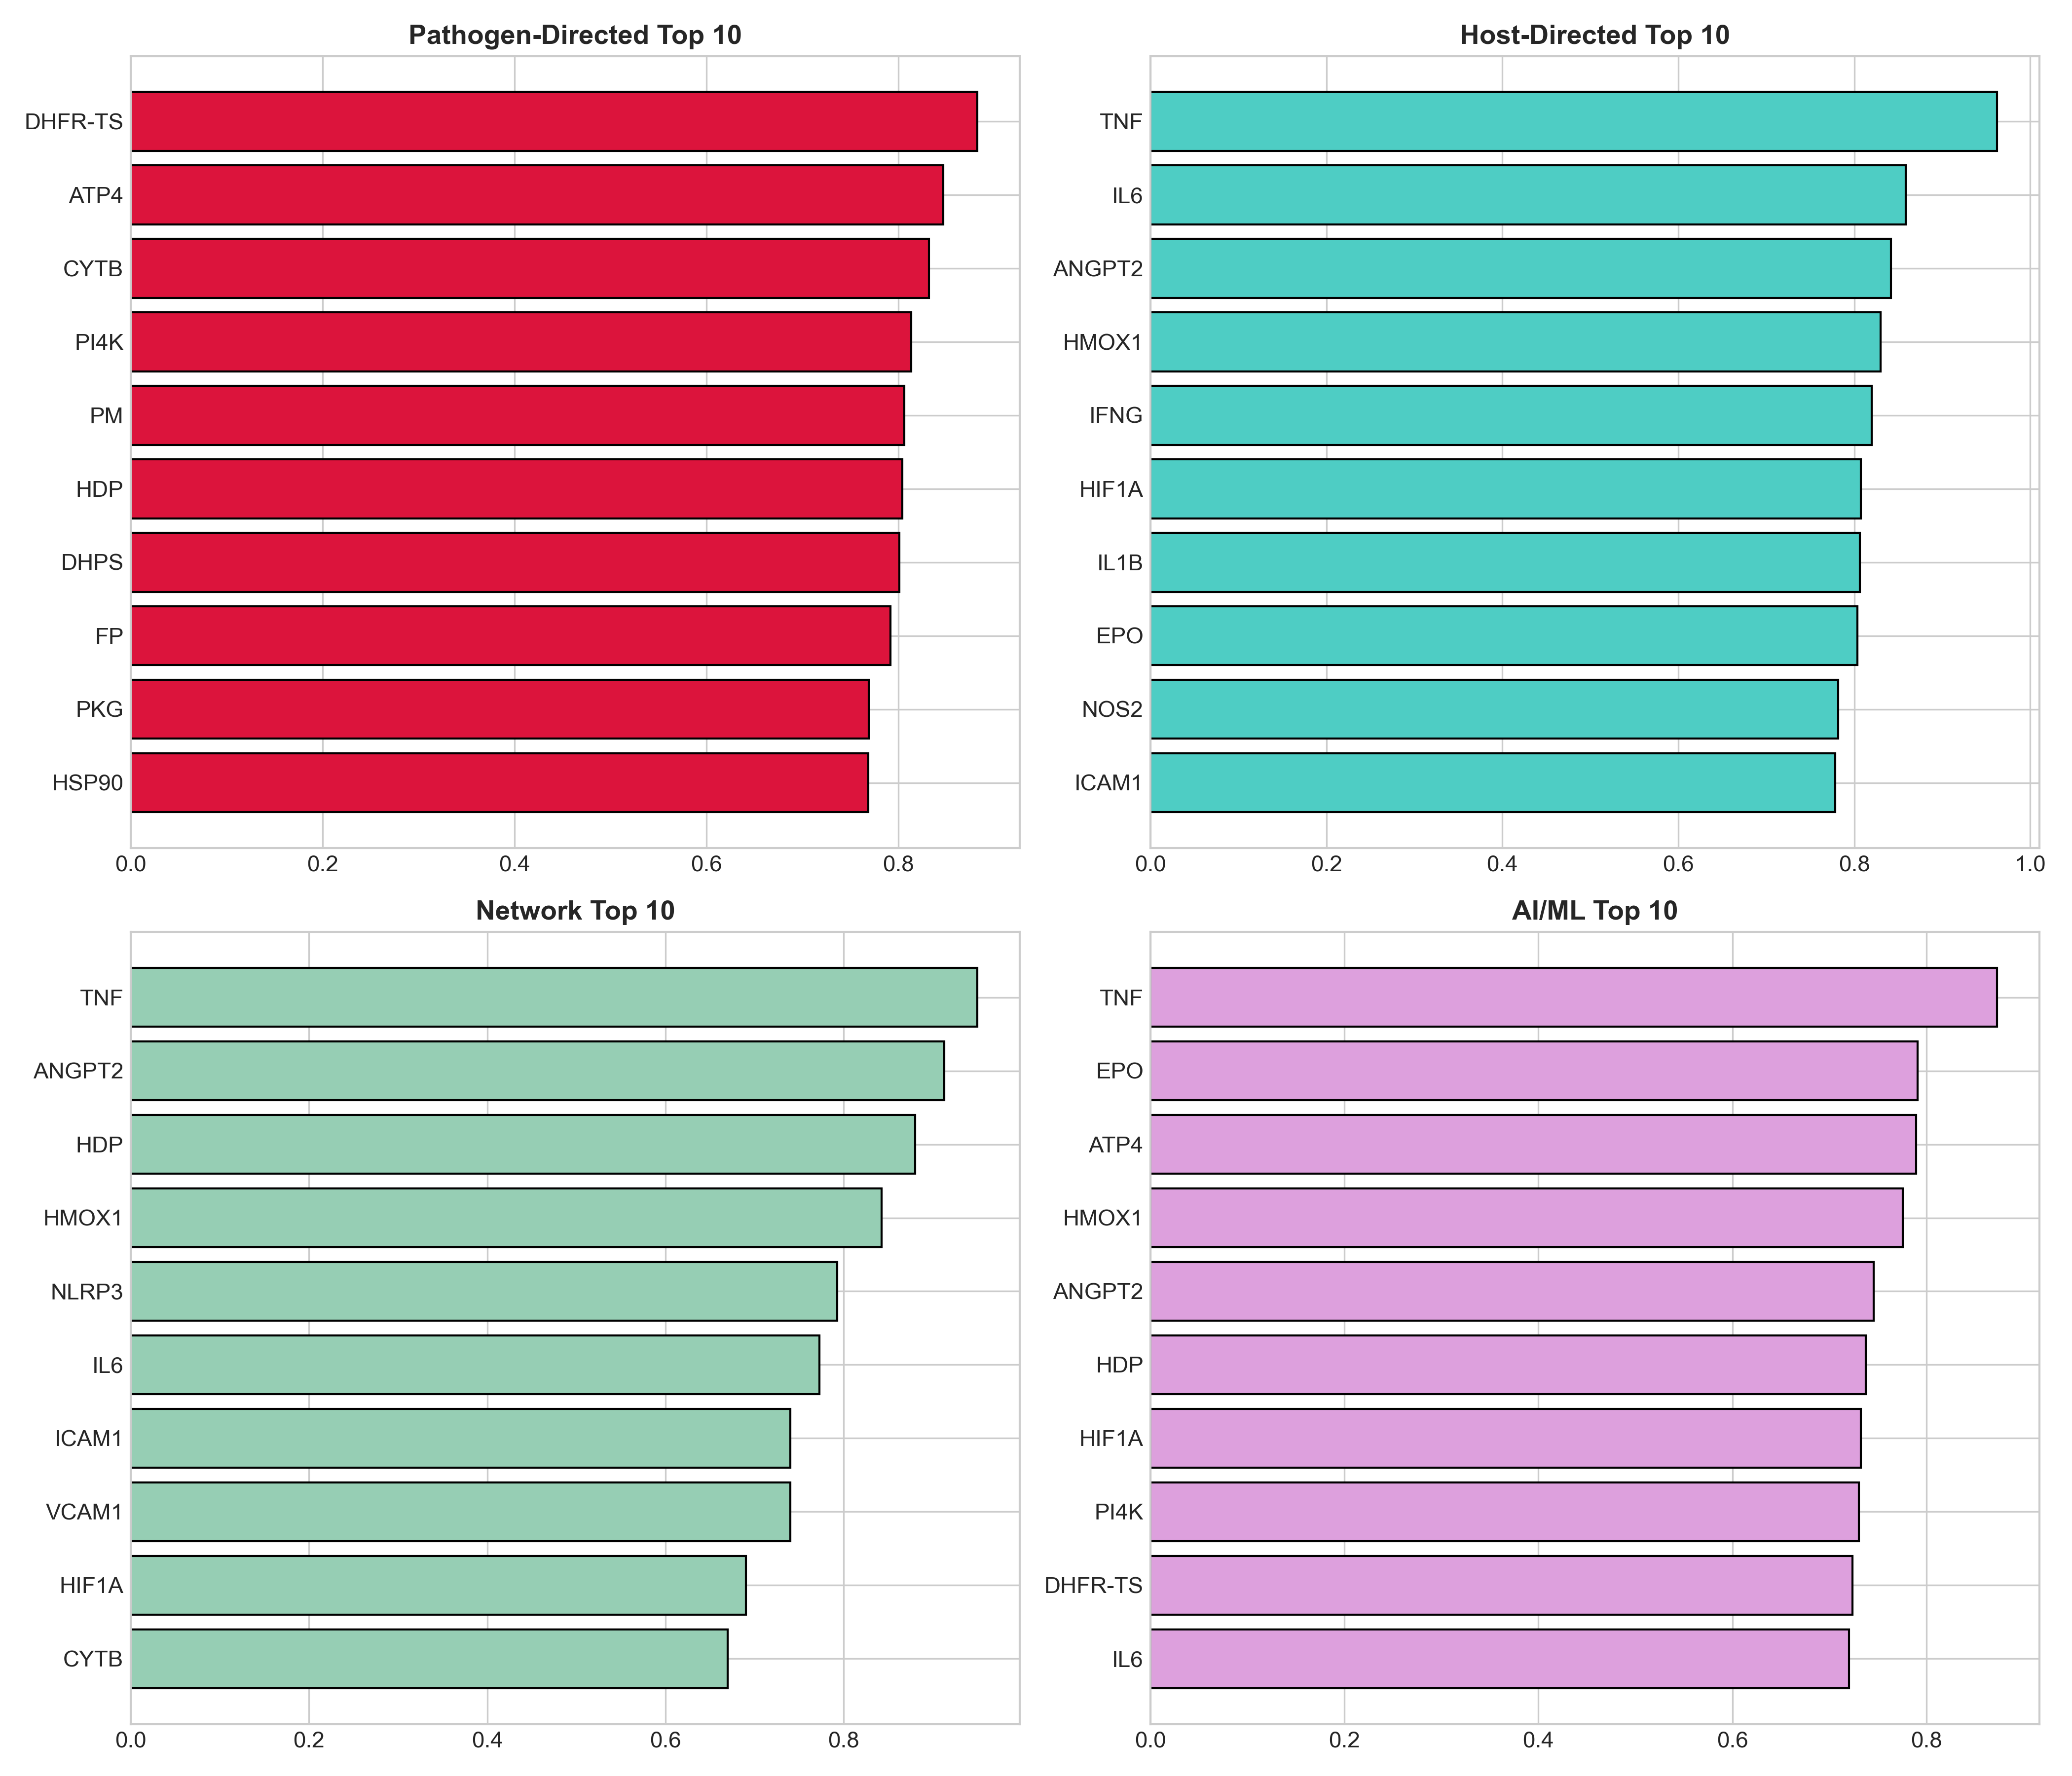 Pathogen-Directed Top 10
DHFR-TS
ATP4
CYTB
PI4K
PM
HDP
DHPS
FP
PKG
HSP90
0.0 0.2 0.4 0.6 0.8
Host-Directed Top 10
TNF
IL6
ANGPT2
HMOX1
IFNG
HIF1A
IL1B
EPO
NOS2
ICAM1
0.0 0.2 0.4 0.6 0.8 1.0
Network Top 10
TNF
ANGPT2
HDP
HMOX1
NLRP3
IL6
ICAM1
VCAM1
HIF1A
CYTB
0.0 0.2 0.4 0.6 0.8
AI/ML Top 10
TNF
EPO
ATP4
HMOX1
ANGPT2
HDP
HIF1A
PI4K
DHFR-TS
IL6
0.0 0.2 0.4 0.6 0.8